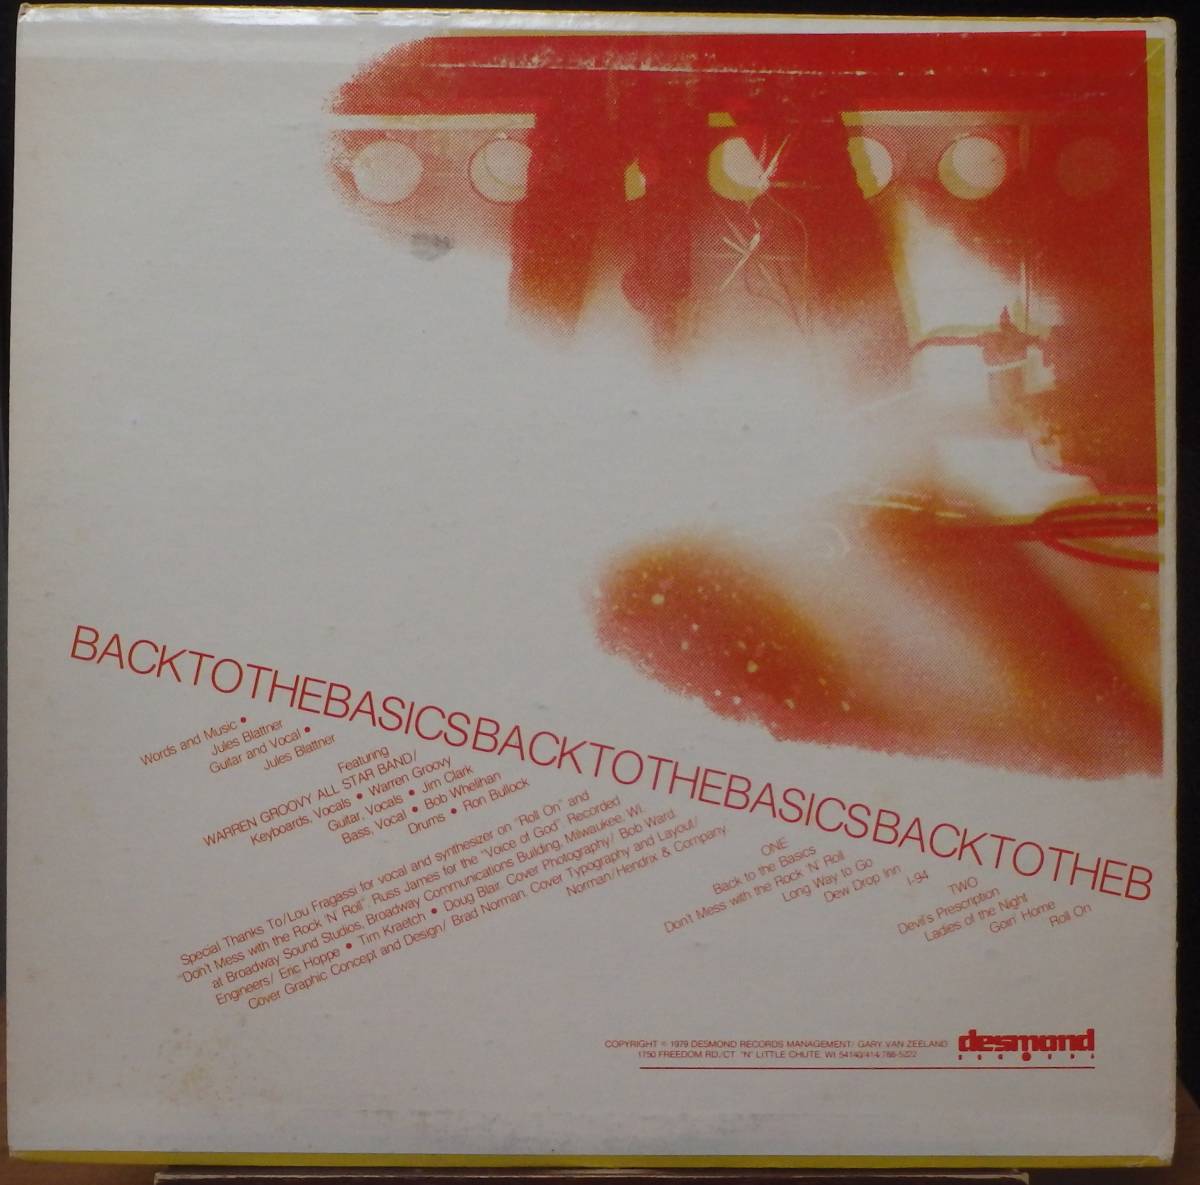 BACKTOTHEBASICSBACKTOTHEBASICSBACKTOTHEB
Words and Music •
Jules Blattner
Guitar and Vocal •
Jules Blattner
Featuring
WARREN GROOVY ALL STAR BAND/
Keyboards, Vocals • Warren Groovy
Guitar, Vocals • Jim Clark
Bass, Vocal • Bob Whelihan
Drums • Ron Bullock
Special Thanks To/Lou Fragassi for vocal and synthesizer on "Roll On" and
"Don't Mess with the Rock 'N' Roll". Russ James for the "Voice of God". Recorded
at Broadway Sound Studios, Broadway Communications Building, Milwaukee, WI.
Engineers/ Eric Hoppe • Tim Kraetch • Doug Blair. Cover Photography/ Bob Ward.
Cover Graphic Concept and Design/ Brad Norman. Cover Typography and Layout/
Norman/Hendrix & Company.
ONE
Back to the Basics
Don't Mess with the Rock 'N' Roll
Long Way to Go
Dew Drop Inn
I-94
TWO
Devil's Prescription
Ladies of the Night
Goin' Home
Roll On
COPYRIGHT © 1979 DESMOND RECORDS MANAGEMENT/ GARY VAN ZEELAND
1750 FREEDOM RD./CT. "N" LITTLE CHUTE, WI 54140/414/788-5222
desmond
RECORDS